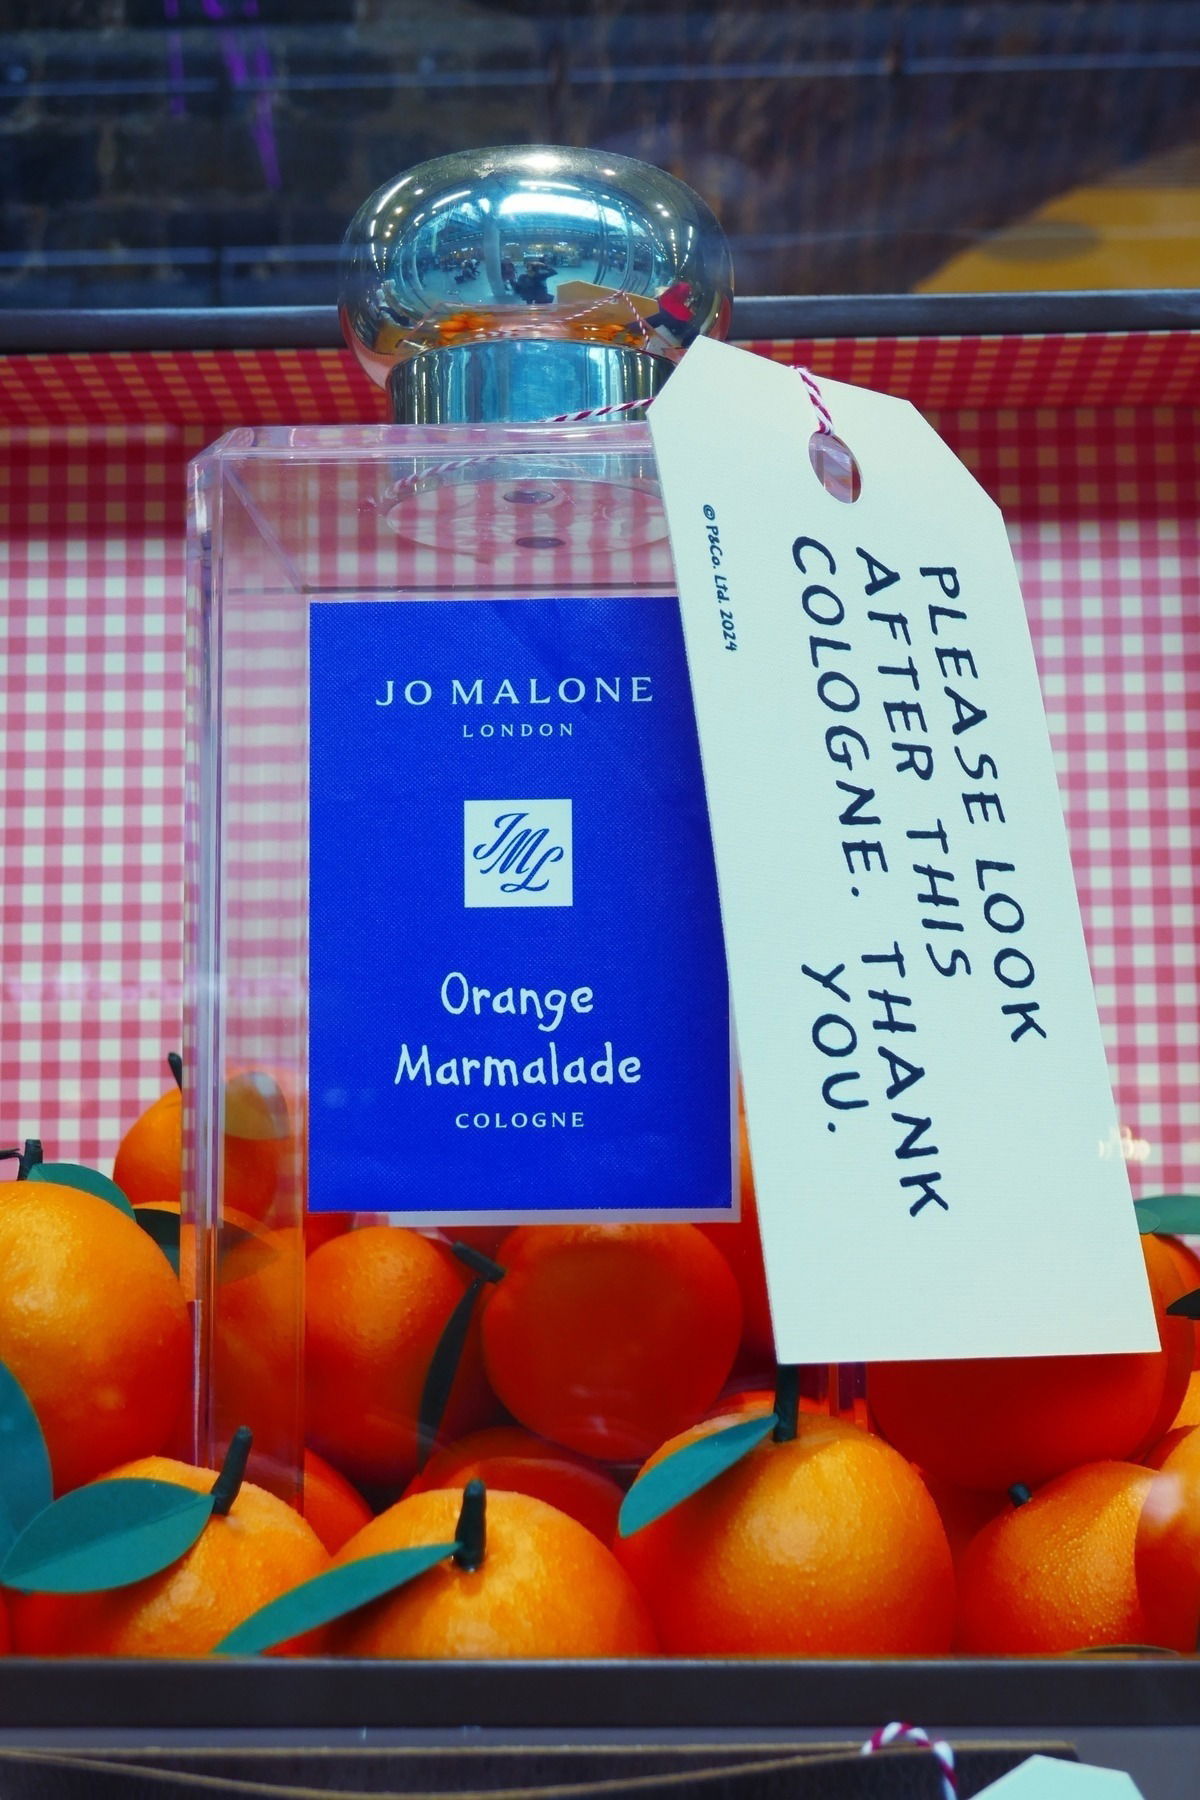 JO MALONE
LONDON
JML
Orange
Marmalade
COLOGNE
PLEASE LOOK
AFTER THIS
COLOGNE. THANK
YOU.
© P&Co. Ltd. 2024